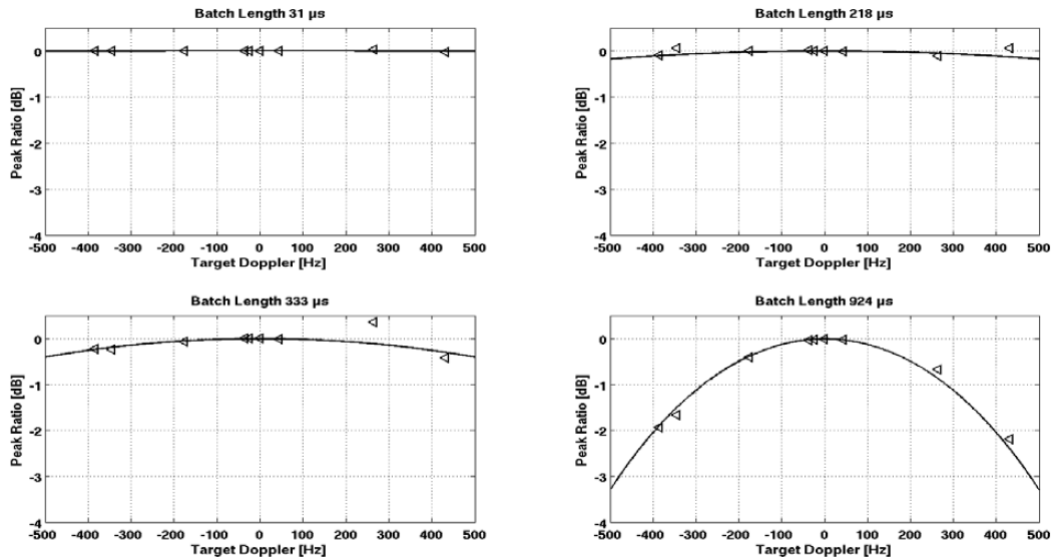 Batch Length 31 μs
Peak Ratio [dB]
0
-1
-2
-3
-4
-500 -400 -300 -200 -100 0 100 200 300 400 500
Target Doppler [Hz]
Batch Length 218 μs
Peak Ratio [dB]
0
-1
-2
-3
-4
-500 -400 -300 -200 -100 0 100 200 300 400 500
Target Doppler [Hz]
Batch Length 333 μs
Peak Ratio [dB]
0
-1
-2
-3
-4
-500 -400 -300 -200 -100 0 100 200 300 400 500
Target Doppler [Hz]
Batch Length 924 μs
Peak Ratio [dB]
0
-1
-2
-3
-4
-500 -400 -300 -200 -100 0 100 200 300 400 500
Target Doppler [Hz]